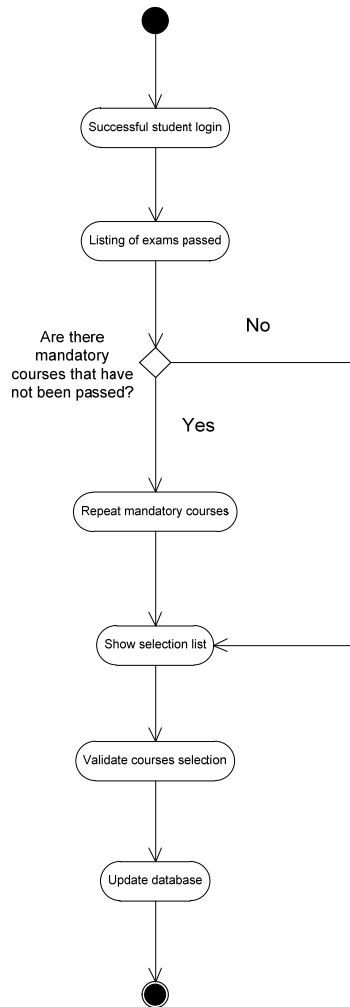 Successful student login
Listing of exams passed
Are there
mandatory
courses that have
not been passed?
No
Yes
Repeat mandatory courses
Show selection list
Validate courses selection
Update database